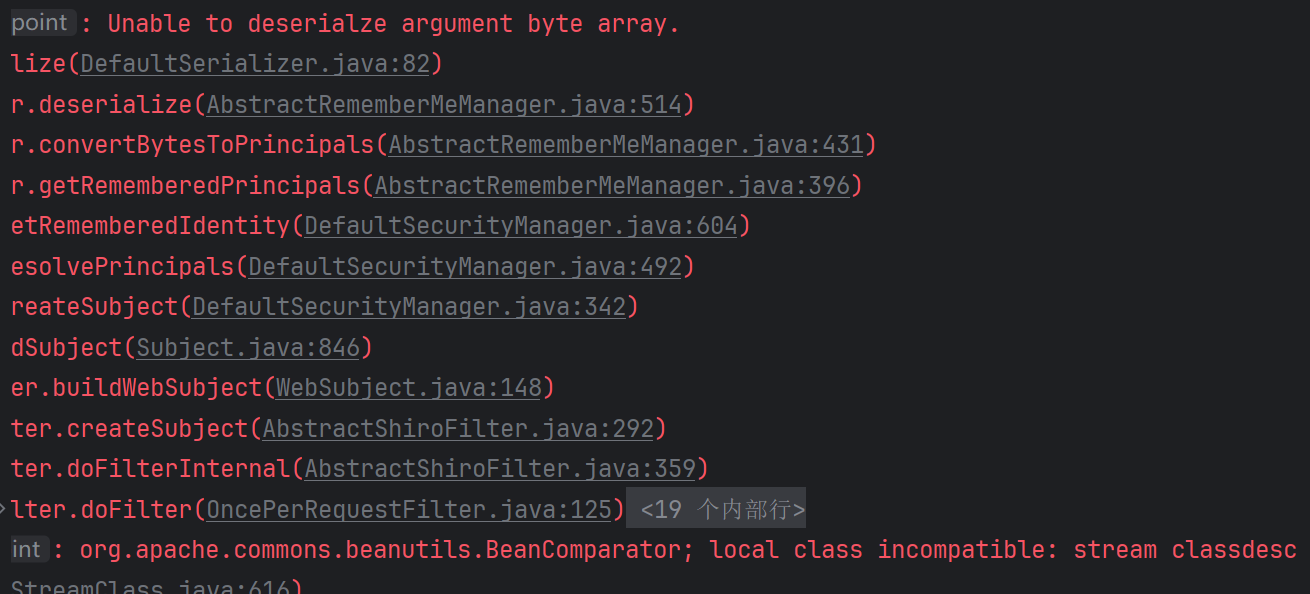 point : Unable to deserialze argument byte array.
lize(DefaultSerializer.java:82)
r.deserialize(AbstractRememberMeManager.java:514)
r.convertBytesToPrincipals(AbstractRememberMeManager.java:431)
r.getRememberedPrincipals(AbstractRememberMeManager.java:396)
etRememberedIdentity(DefaultSecurityManager.java:604)
esolvePrincipals(DefaultSecurityManager.java:492)
reateSubject(DefaultSecurityManager.java:342)
dSubject(Subject.java:846)
er.buildWebSubject(WebSubject.java:148)
ter.createSubject(AbstractShiroFilter.java:292)
ter.doFilterInternal(AbstractShiroFilter.java:359)
lter.doFilter(OncePerRequestFilter.java:125) <19 个内部行>
int : org.apache.commons.beanutils.BeanComparator; local class incompatible: stream classdesc
StreamClass.java:616)